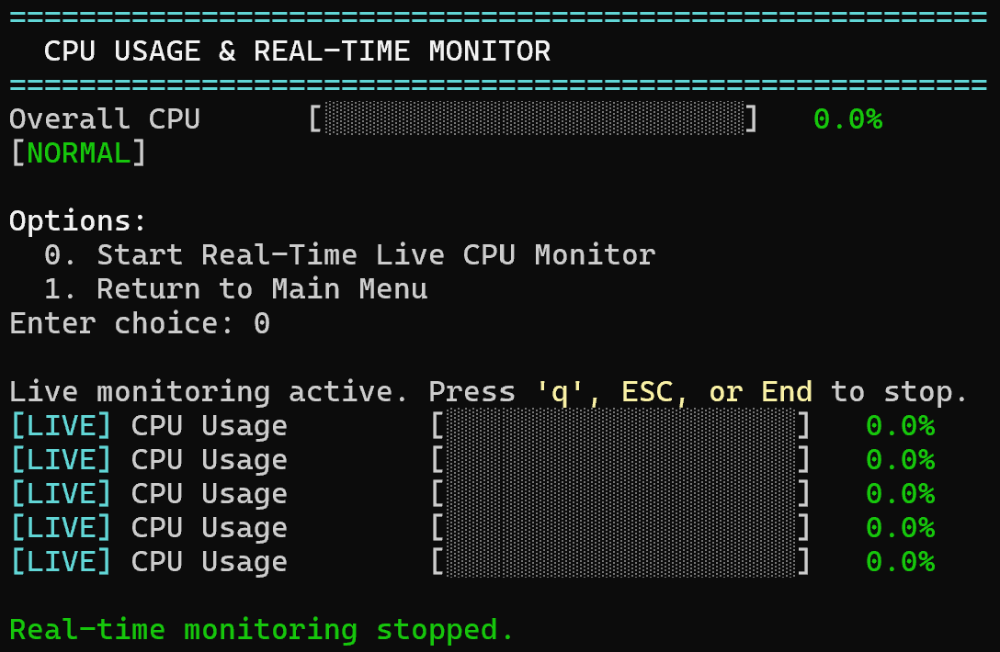 ========================================================
CPU USAGE & REAL-TIME MONITOR
========================================================
Overall CPU [░░░░░░░░░░░░░░░░░░░░░░░░] 0.0%
[NORMAL]
Options:
0. Start Real-Time Live CPU Monitor
1. Return to Main Menu
Enter choice: 0
Live monitoring active. Press 'q', ESC, or End to stop.
[LIVE] CPU Usage [░░░░░░░░░░░░░░░░░░░░] 0.0%
[LIVE] CPU Usage [░░░░░░░░░░░░░░░░░░░░] 0.0%
[LIVE] CPU Usage [░░░░░░░░░░░░░░░░░░░░] 0.0%
[LIVE] CPU Usage [░░░░░░░░░░░░░░░░░░░░] 0.0%
[LIVE] CPU Usage [░░░░░░░░░░░░░░░░░░░░] 0.0%
Real-time monitoring stopped.